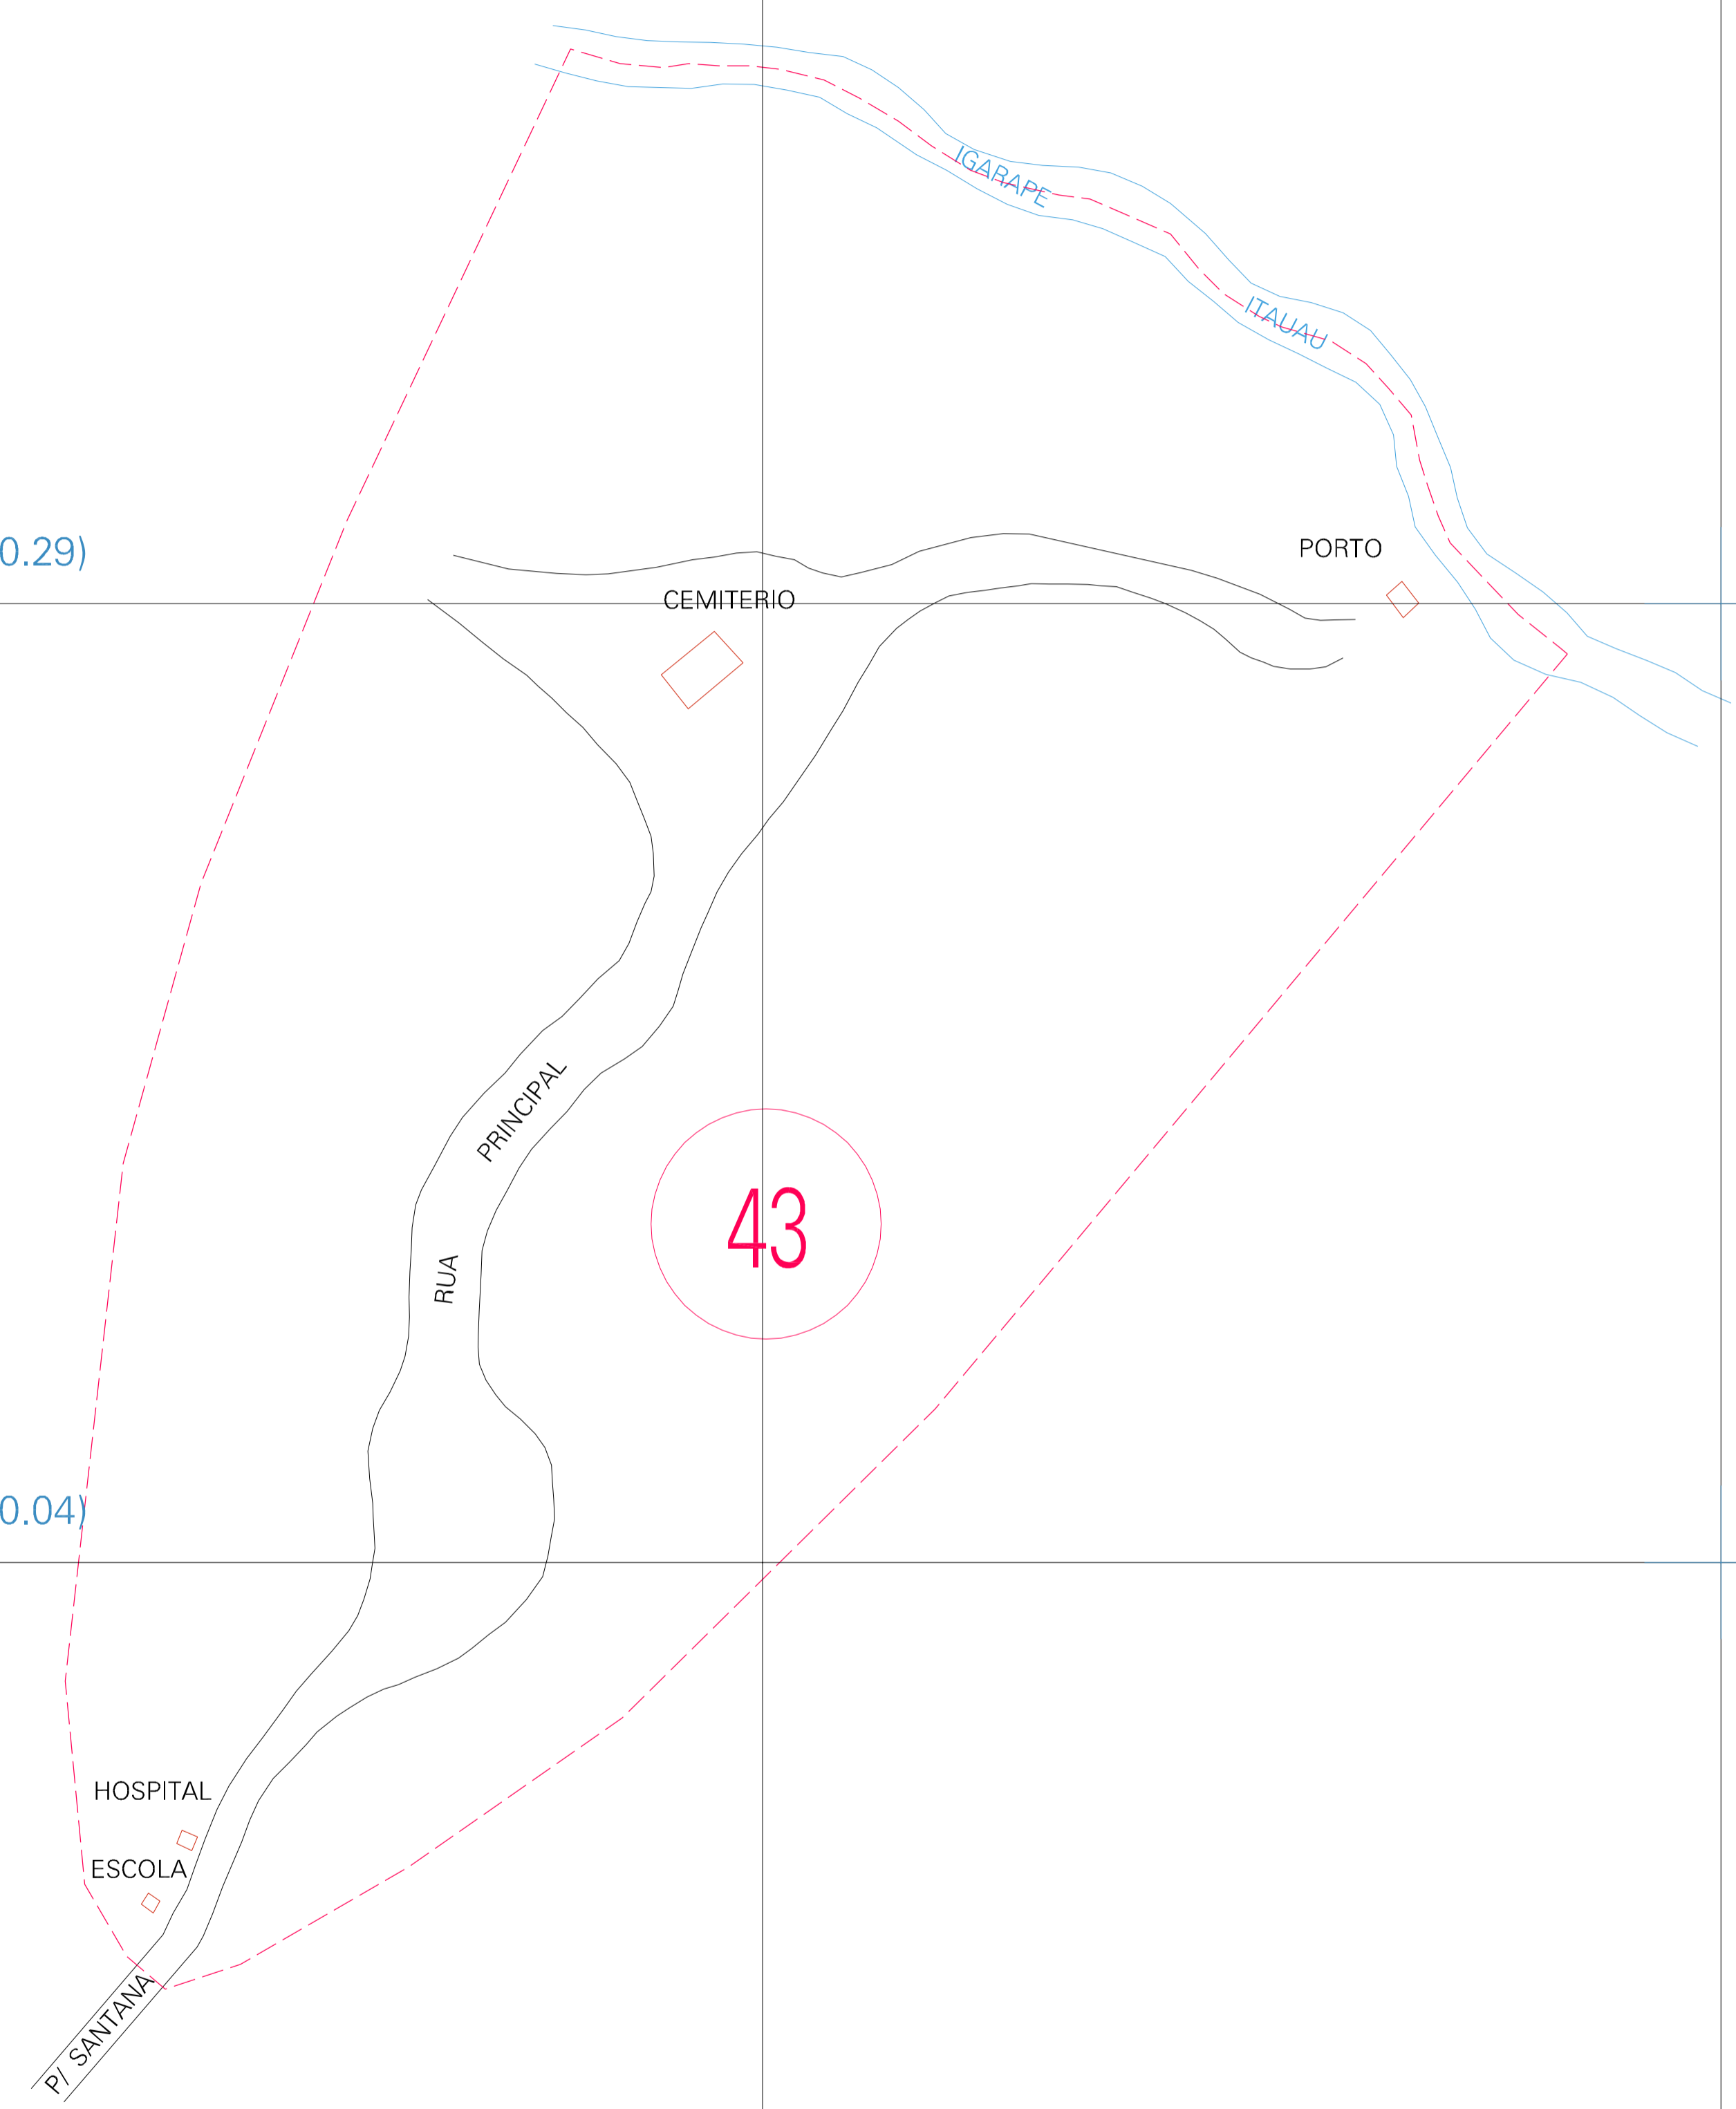 IGARAPE
ITAUAU
PORTO
0.29)
CEMITERIO
PRINCIPAL
43
RUA
0.04)
HOSPITAL
ESCOLA
P/ SANTANA